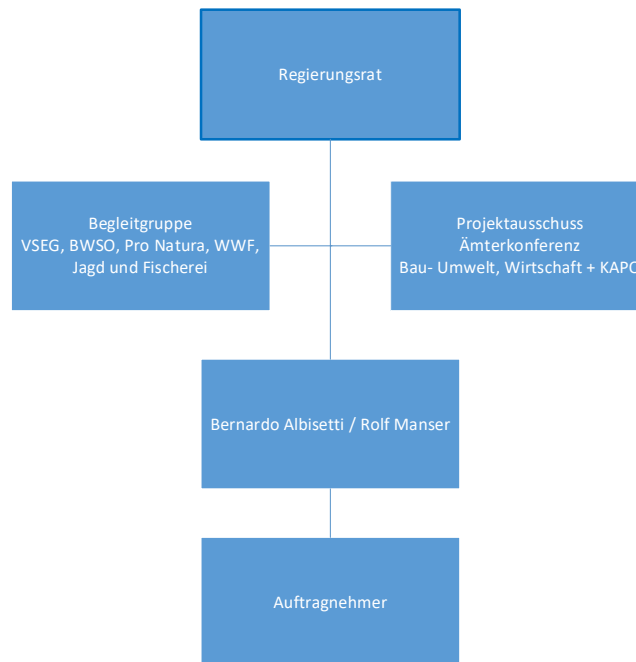 Regierungsrat
Begleitgruppe
VSEG, BWSO, Pro Natura, WWF,
Jagd und Fischerei
Projektausschuss
Ämterkonferenz
Bau- Umwelt, Wirtschaft + KAPO
Bernardo Albisetti / Rolf Manser
Auftragnehmer